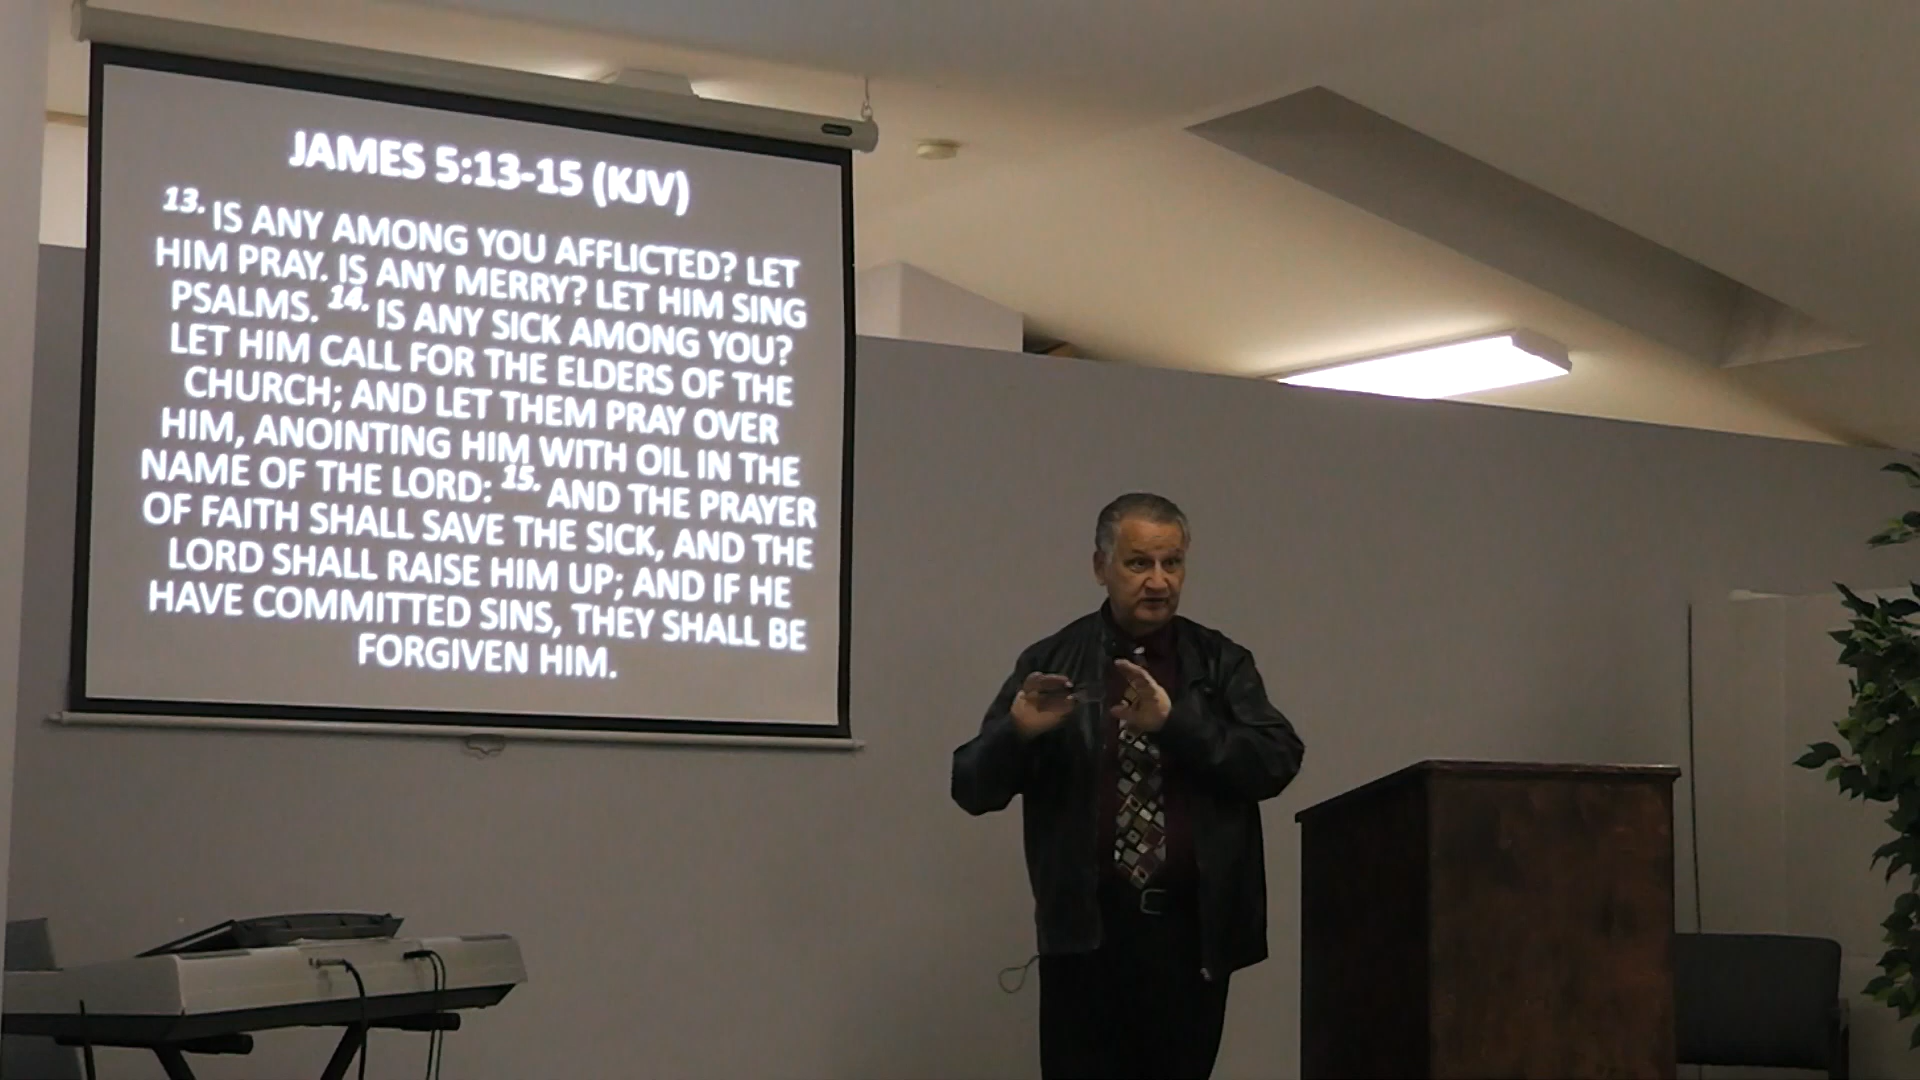 JAMES 5:13-15 (KJV)
13. IS ANY AMONG YOU AFFLICTED? LET
HIM PRAY. IS ANY MERRY? LET HIM SING
PSALMS. 14. IS ANY SICK AMONG YOU?
LET HIM CALL FOR THE ELDERS OF THE
CHURCH; AND LET THEM PRAY OVER
HIM, ANOINTING HIM WITH OIL IN THE
NAME OF THE LORD: 15. AND THE PRAYER
OF FAITH SHALL SAVE THE SICK, AND THE
LORD SHALL RAISE HIM UP; AND IF HE
HAVE COMMITTED SINS, THEY SHALL BE
FORGIVEN HIM.